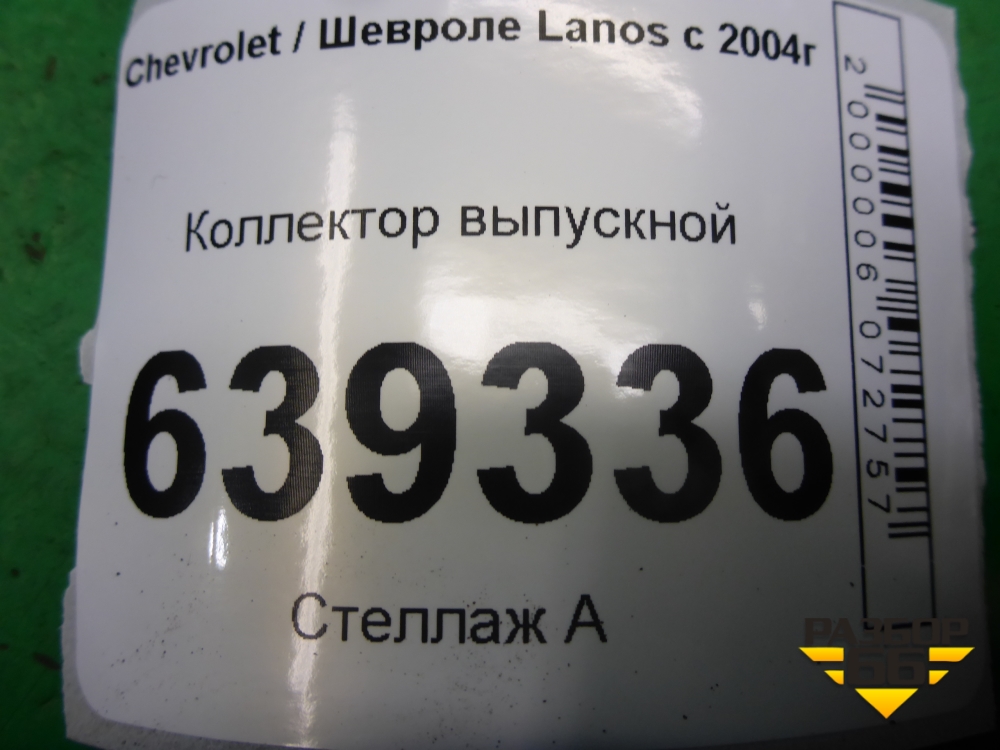 Chevrolet / Шевроле Lanos с 2004г
Коллектор выпускной
639336
Стеллаж А
2000006072757
РАЗБОР
66